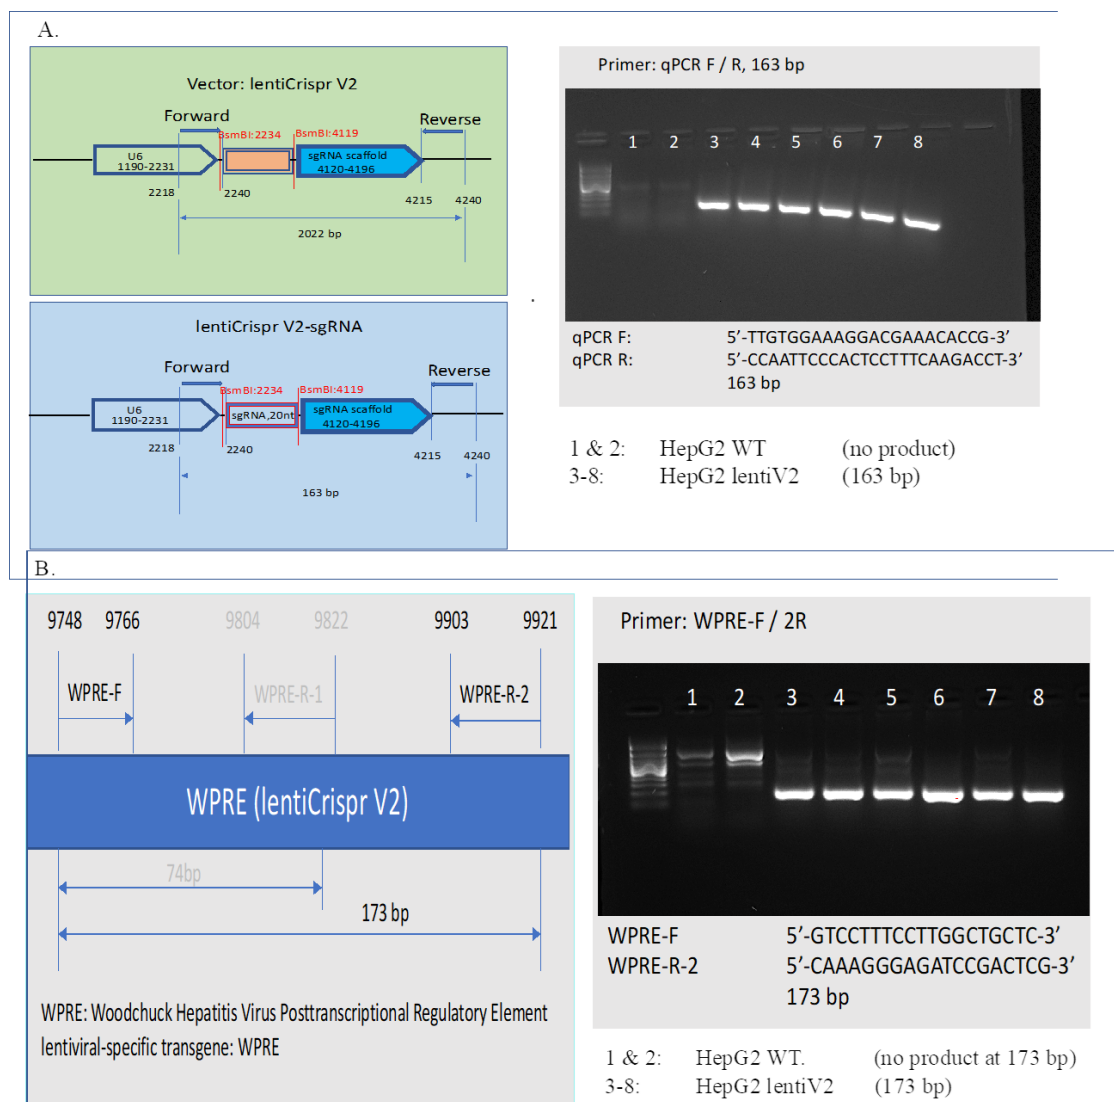 A.
Vector: lentiCrispr V2
Forward
BsmBI:2234
BsmBI:4119
Reverse
U6
1190-2231
sgRNA scaffold
4120-4196
2218
2240
4215
4240
2022 bp
lentiCrispr V2-sgRNA
Forward
BsmBI:2234
BsmBI:4119
Reverse
U6
1190-2231
sgRNA,20nt
sgRNA scaffold
4120-4196
2218
2240
4215
4240
163 bp
Primer: qPCR F / R, 163 bp
1 2 3 4 5 6 7 8
.
qPCR F: 5’-TTGTGGAAAGGACGAAACACCG-3’
qPCR R: 5’-CCAATTCCCACTCCTTTCAAGACCT-3’
163 bp
1 & 2: HepG2 WT (no product)
3-8: HepG2 lentiV2 (163 bp)
B.
9748 9766 9804 9822 9903 9921
WPRE-F WPRE-R-1 WPRE-R-2
WPRE (lentiCrispr V2)
74bp
173 bp
WPRE: Woodchuck Hepatitis Virus Posttranscriptional Regulatory Element
lentiviral-specific transgene: WPRE
Primer: WPRE-F / 2R
1 2 3 4 5 6 7 8
WPRE-F 5’-GTCCTTTCCTTGGCTGCTC-3’
WPRE-R-2 5’-CAAAGGGAGATCCGACTCG-3’
173 bp
1 & 2: HepG2 WT. (no product at 173 bp)
3-8: HepG2 lentiV2 (173 bp)